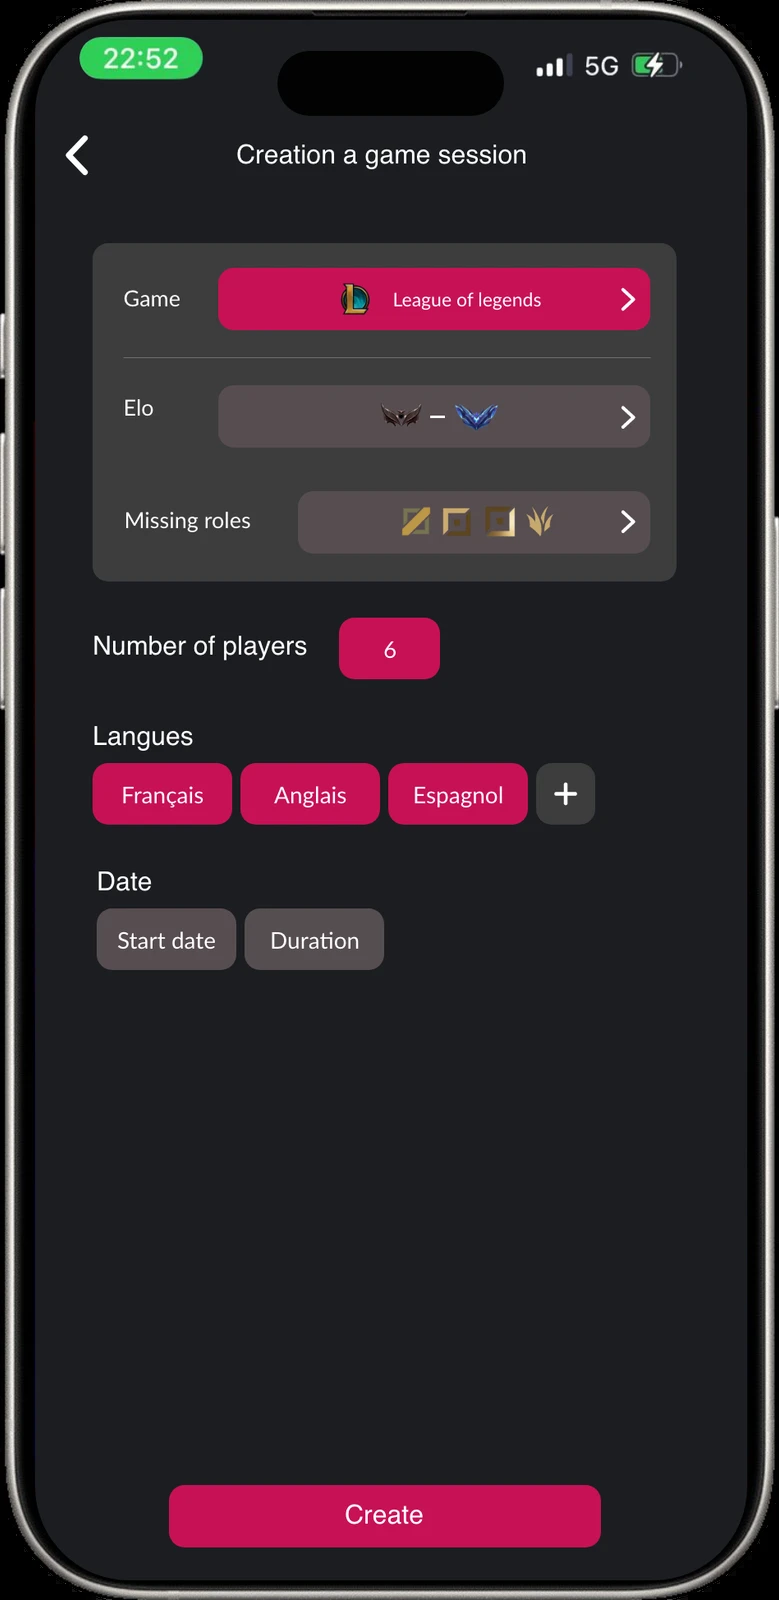 22:52
5G
Creation a game session
Game
League of legends
Elo
Missing roles
Number of players
6
Langues
Français Anglais Espagnol +
Date
Start date Duration
Create